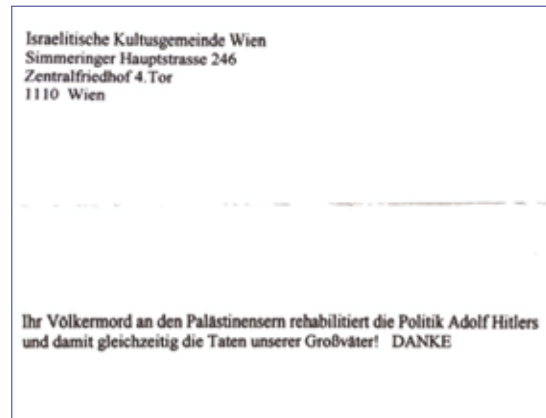 Israelitische Kultusgemeinde Wien
Simmeringer Hauptstrasse 246
Zentralfriedhof 4.Tor
1110 Wien
Ihr Völkermord an den Palästinensern rehabilitiert die Politik Adolf Hitlers
und damit gleichzeitig die Taten unserer Großväter! DANKE